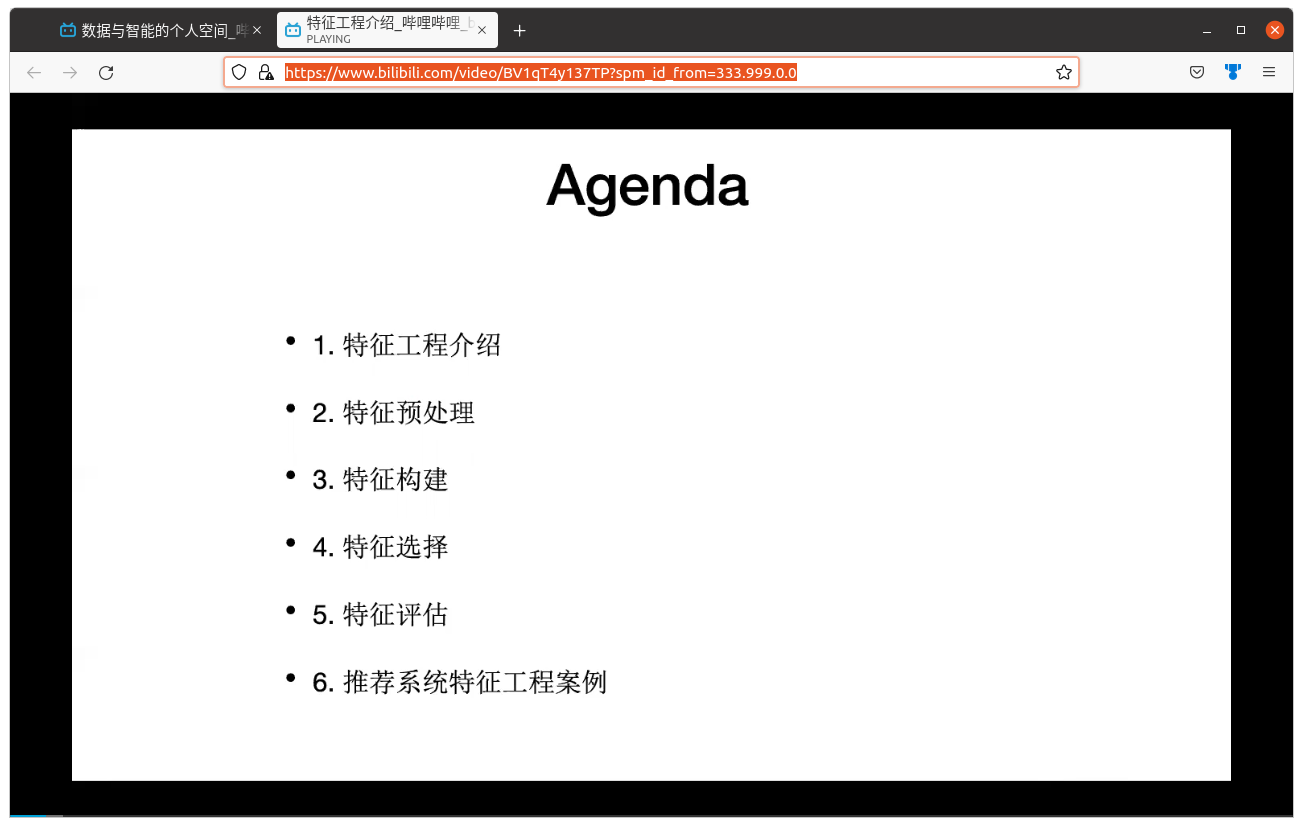 数据与智能的个人空间_哔
特征工程介绍_哔哩哔哩_b
PLAYING
https://www.bilibili.com/video/BV1qT4y137TP?spm_id_from=333.999.0.0
Agenda
• 1. 特征工程介绍
• 2. 特征预处理
• 3. 特征构建
• 4. 特征选择
• 5. 特征评估
• 6. 推荐系统特征工程案例